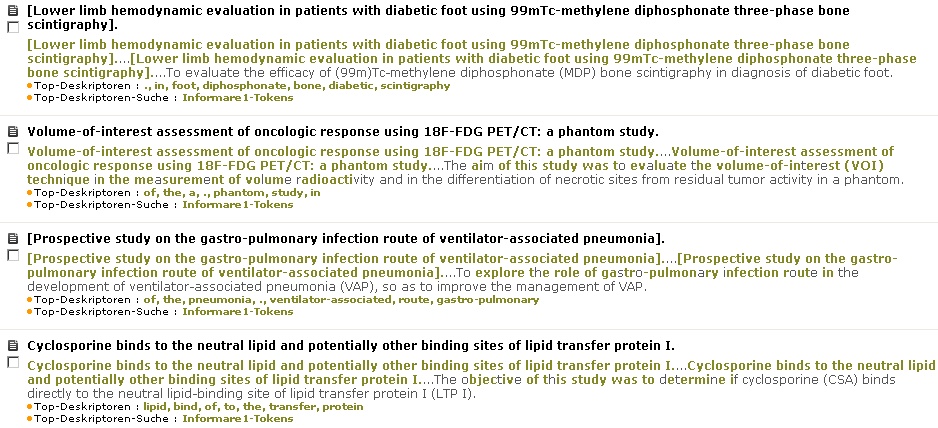 [Lower limb hemodynamic evaluation in patients with diabetic foot using 99mTc-methylene diphosphonate three-phase bone
scintigraphy].
[Lower limb hemodynamic evaluation in patients with diabetic foot using 99mTc-methylene diphosphonate three-phase bone
scintigraphy]....[Lower limb hemodynamic evaluation in patients with diabetic foot using 99mTc-methylene diphosphonate three-phase
bone scintigraphy]....To evaluate the efficacy of (99m)Tc-methylene diphosphonate (MDP) bone scintigraphy in diagnosis of diabetic foot.
Top-Deskriptoren : ., in, foot, diphosphonate, bone, diabetic, scintigraphy
Top-Deskriptoren-Suche : Informare1-Tokens
Volume-of-interest assessment of oncologic response using 18F-FDG PET/CT: a phantom study.
Volume-of-interest assessment of oncologic response using 18F-FDG PET/CT: a phantom study....Volume-of-interest assessment of
oncologic response using 18F-FDG PET/CT: a phantom study....The aim of this study was to evaluate the volume-of-interest (VOI)
technique in the measurement of volume radioactivity and in the differentiation of necrotic sites from residual tumor activity in a phantom.
Top-Deskriptoren : of, the, a, ., phantom, study, in
Top-Deskriptoren-Suche : Informare1-Tokens
[Prospective study on the gastro-pulmonary infection route of ventilator-associated pneumonia].
[Prospective study on the gastro-pulmonary infection route of ventilator-associated pneumonia]....[Prospective study on the gastro-
pulmonary infection route of ventilator-associated pneumonia]....To explore the role of gastro-pulmonary infection route in the
development of ventilator-associated pneumonia (VAP), so as to improve the management of VAP.
Top-Deskriptoren : of, the, pneumonia, ., ventilator-associated, route, gastro-pulmonary
Top-Deskriptoren-Suche : Informare1-Tokens
Cyclosporine binds to the neutral lipid and potentially other binding sites of lipid transfer protein I.
Cyclosporine binds to the neutral lipid and potentially other binding sites of lipid transfer protein I....Cyclosporine binds to the neutral lipid
and potentially other binding sites of lipid transfer protein I....The objective of this study was to determine if cyclosporine (CSA) binds
directly to the neutral lipid-binding site of lipid transfer protein I (LTP I).
Top-Deskriptoren : lipid, bind, of, to, the, transfer, protein
Top-Deskriptoren-Suche : Informare1-Tokens